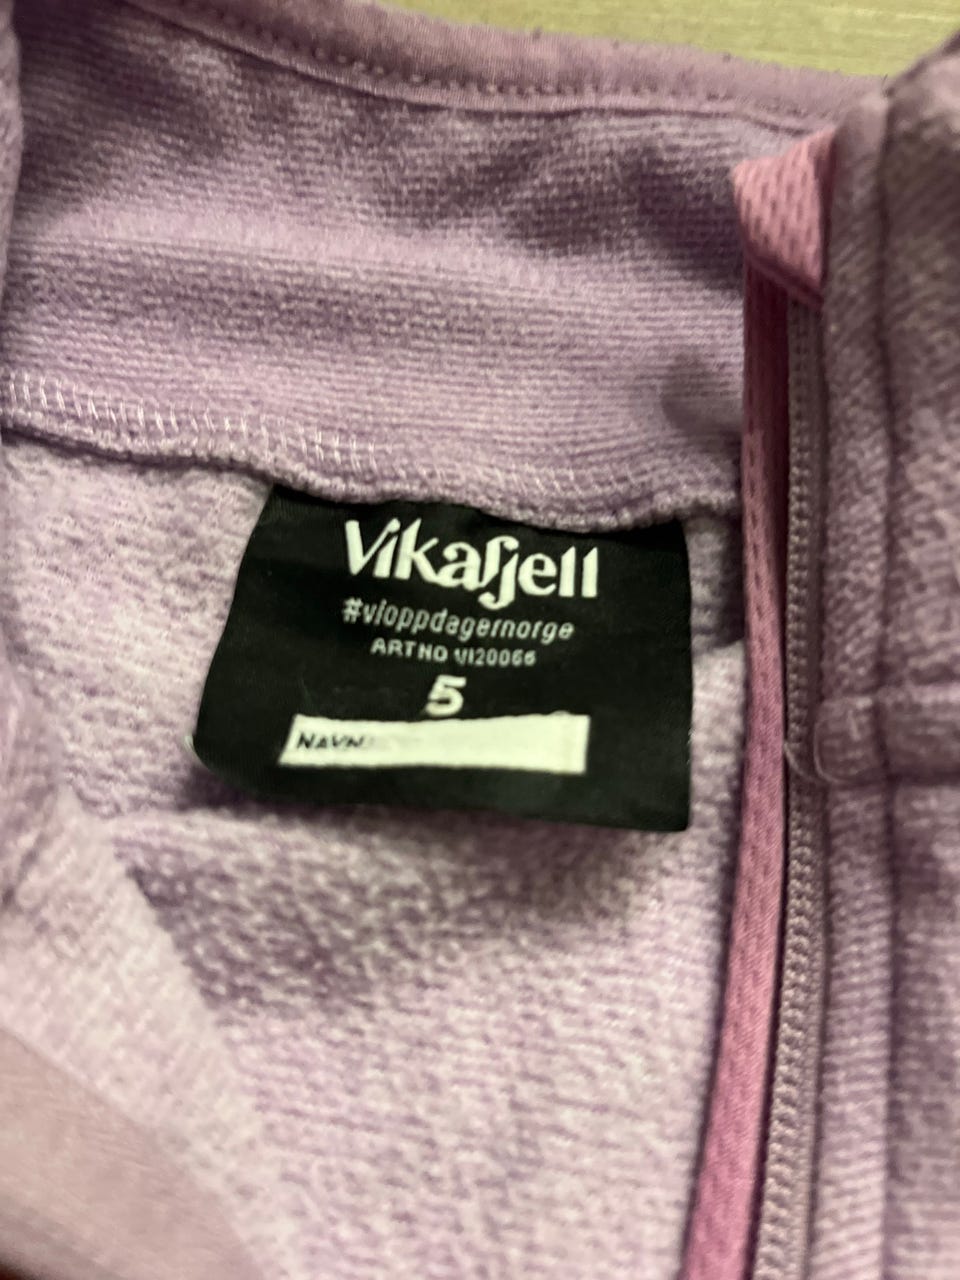 Vikafjell
#vioppdagernorge
ART NO VI20066
5
NAVN: